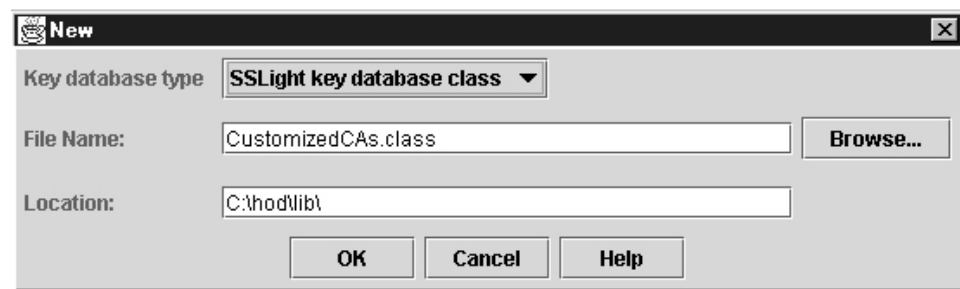 New
Key database type SSLight key database class
File Name: CustomizedCAs.class Browse...
Location: C:\hod\lib\
OK Cancel Help